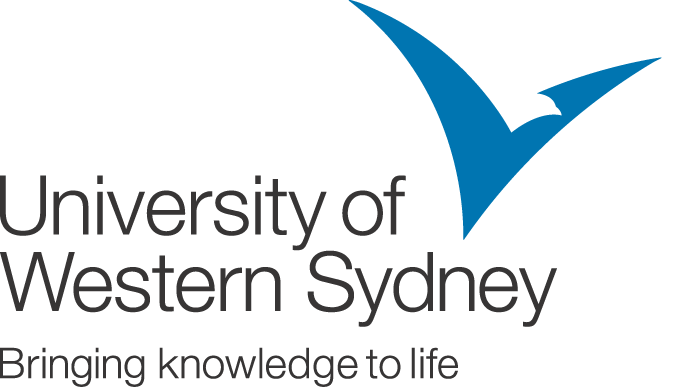 University of
Western Sydney
Bringing knowledge to life